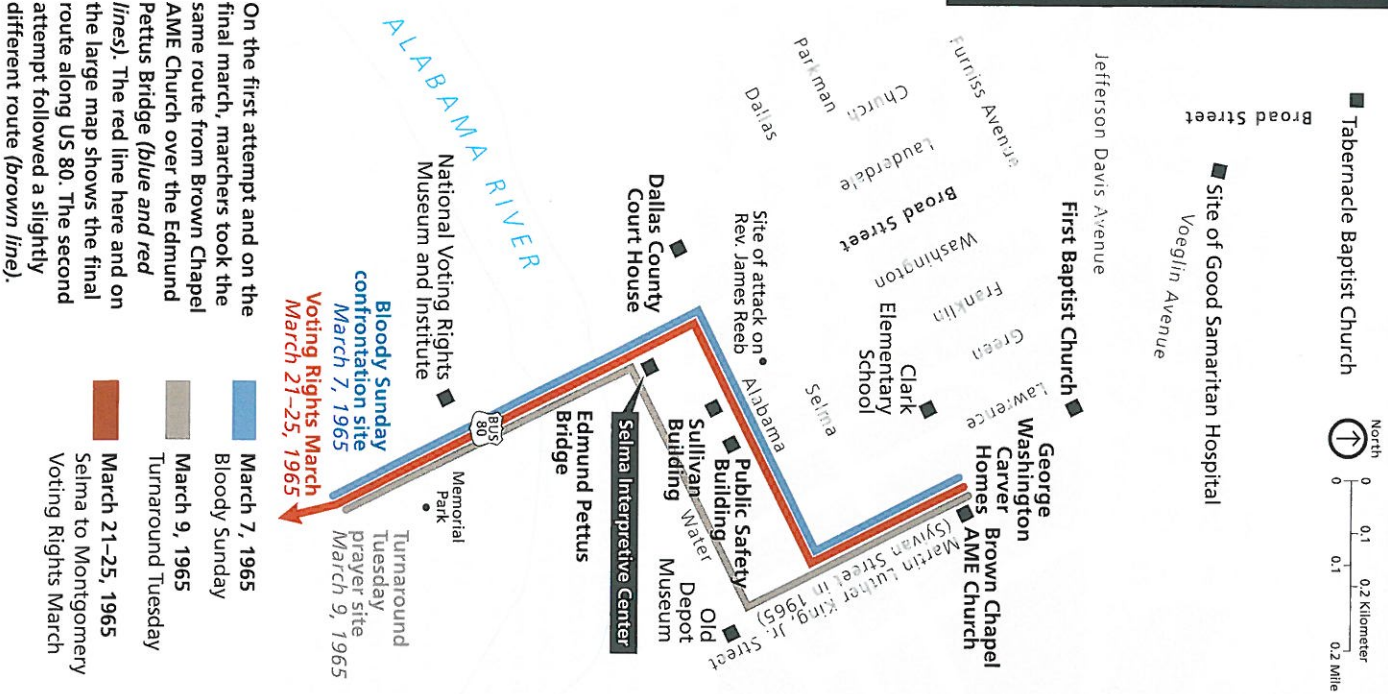 Tabernacle Baptist Church
North
0 0.1 0.2 Kilometer
0 0.1 0.2 Mile
Broad Street
Site of Good Samaritan Hospital
Voeglin Avenue
Jefferson Davis Avenue
First Baptist Church
Furniss Avenue
Parkman
Dallas
Church
Lauderdale
Broad Street
Washington
Franklin
Green
Lawrence
Selma
Alabama
Water
Clark
Elementary
School
George
Washington
Carver
Homes
Brown Chapel
AME Church
Martin Luther King, Jr. Street
(Sylvan Street in 1965)
Site of attack on
Rev. James Reeb
Public Safety
Building
Sullivan
Building
Old
Depot
Museum
Dallas County
Court House
Selma Interpretive Center
Edmund Pettus
Bridge
ALABAMA RIVER
National Voting Rights
Museum and Institute
BUS
80
Memorial
Park
Bloody Sunday
confrontation site
March 7, 1965
Turnaround
Tuesday
prayer site
March 9, 1965
Voting Rights March
March 21–25, 1965
On the first attempt and on the
final march, marchers took the
same route from Brown Chapel
AME Church over the Edmund
Pettus Bridge (blue and red
lines). The red line here and on
the large map shows the final
route along US 80. The second
attempt followed a slightly
different route (brown line).
March 7, 1965
Bloody Sunday
March 9, 1965
Turnaround Tuesday
March 21–25, 1965
Selma to Montgomery
Voting Rights March